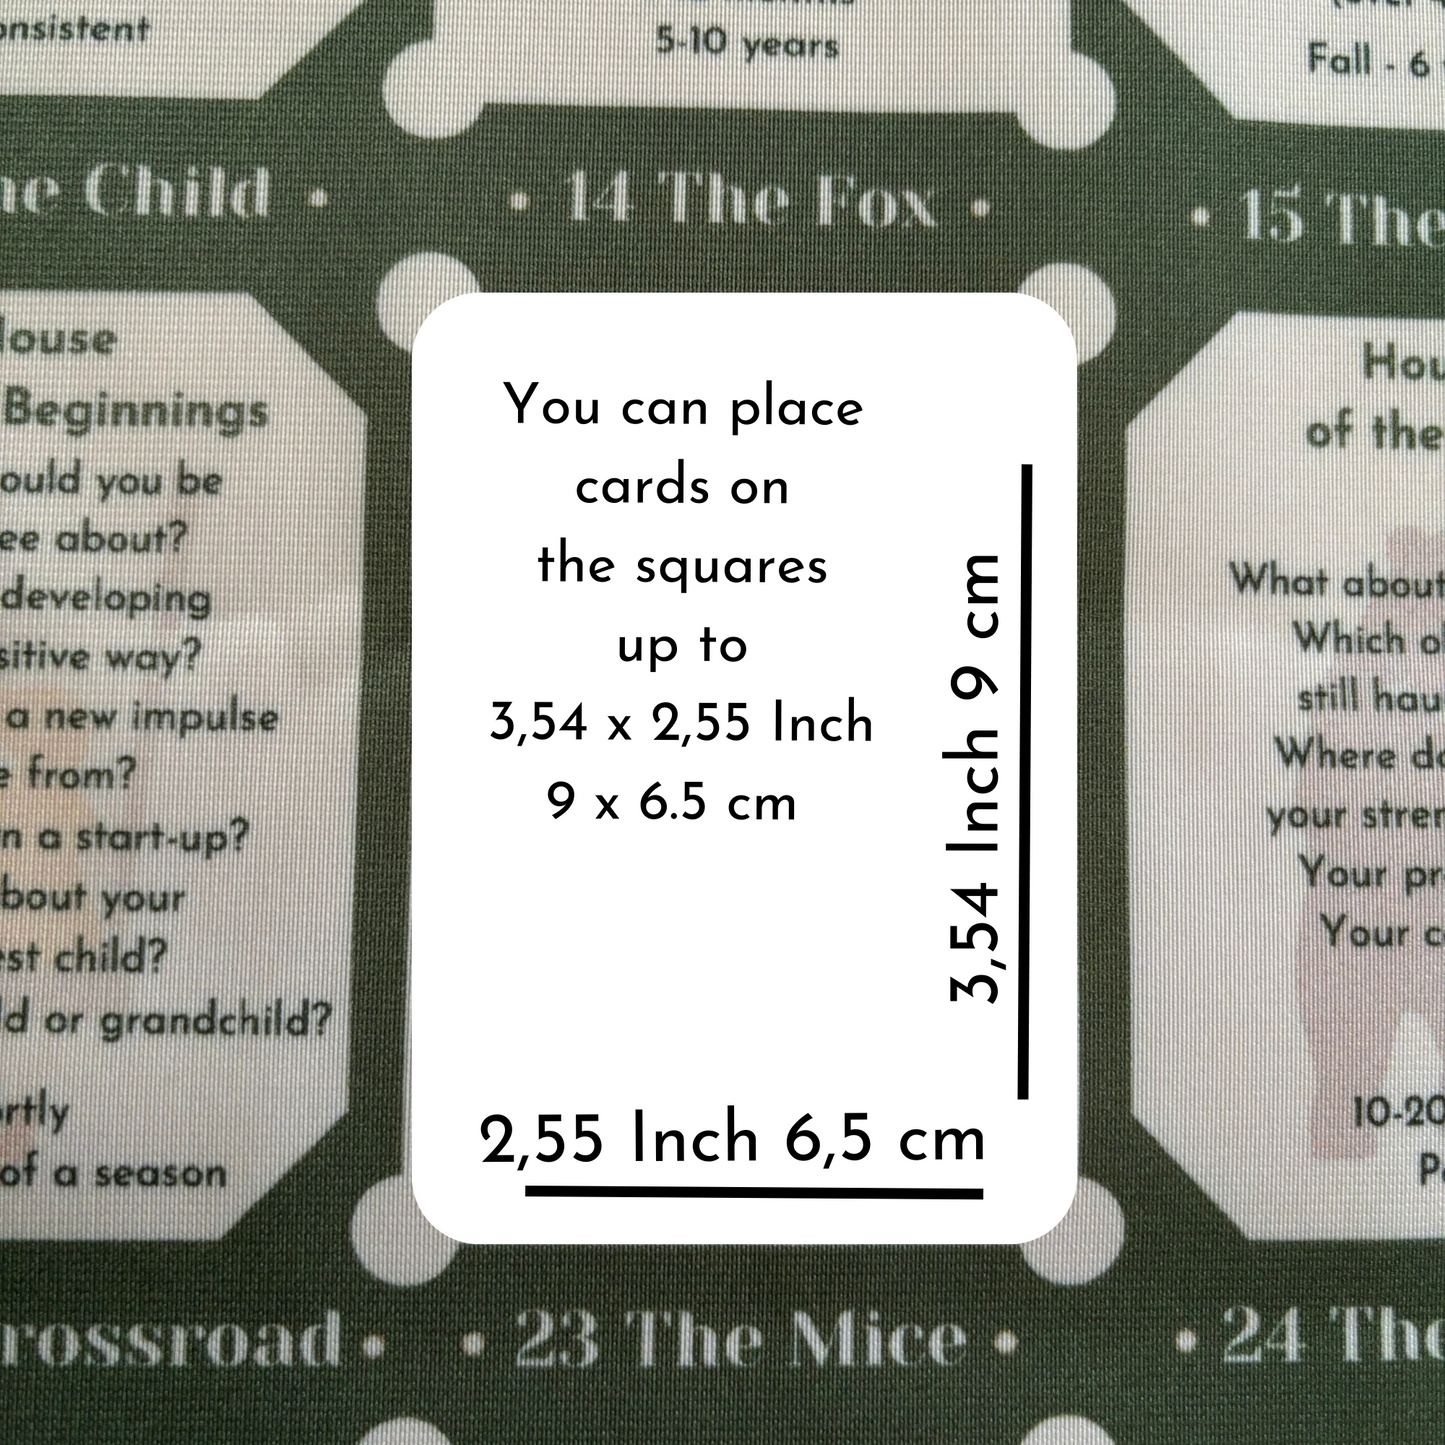 onsistent
5-10 years
Fall - 6
he Child •
• 14 The Fox •
• 15 The
House
Beginnings
ould you be
ee about?
developing
sitive way?
a new impulse
e from?
n a start-up?
bout your
est child?
ld or grandchild?
rtly
of a season
You can place
cards on
the squares
up to
3,54 x 2,55 Inch
9 x 6.5 cm
3,54 Inch 9 cm
2,55 Inch 6,5 cm
Hou
of the
What about
Which o
still hau
Where do
your stren
Your pr
Your c
10-20
P
rossroad •
• 23 The Mice •
• 24 The